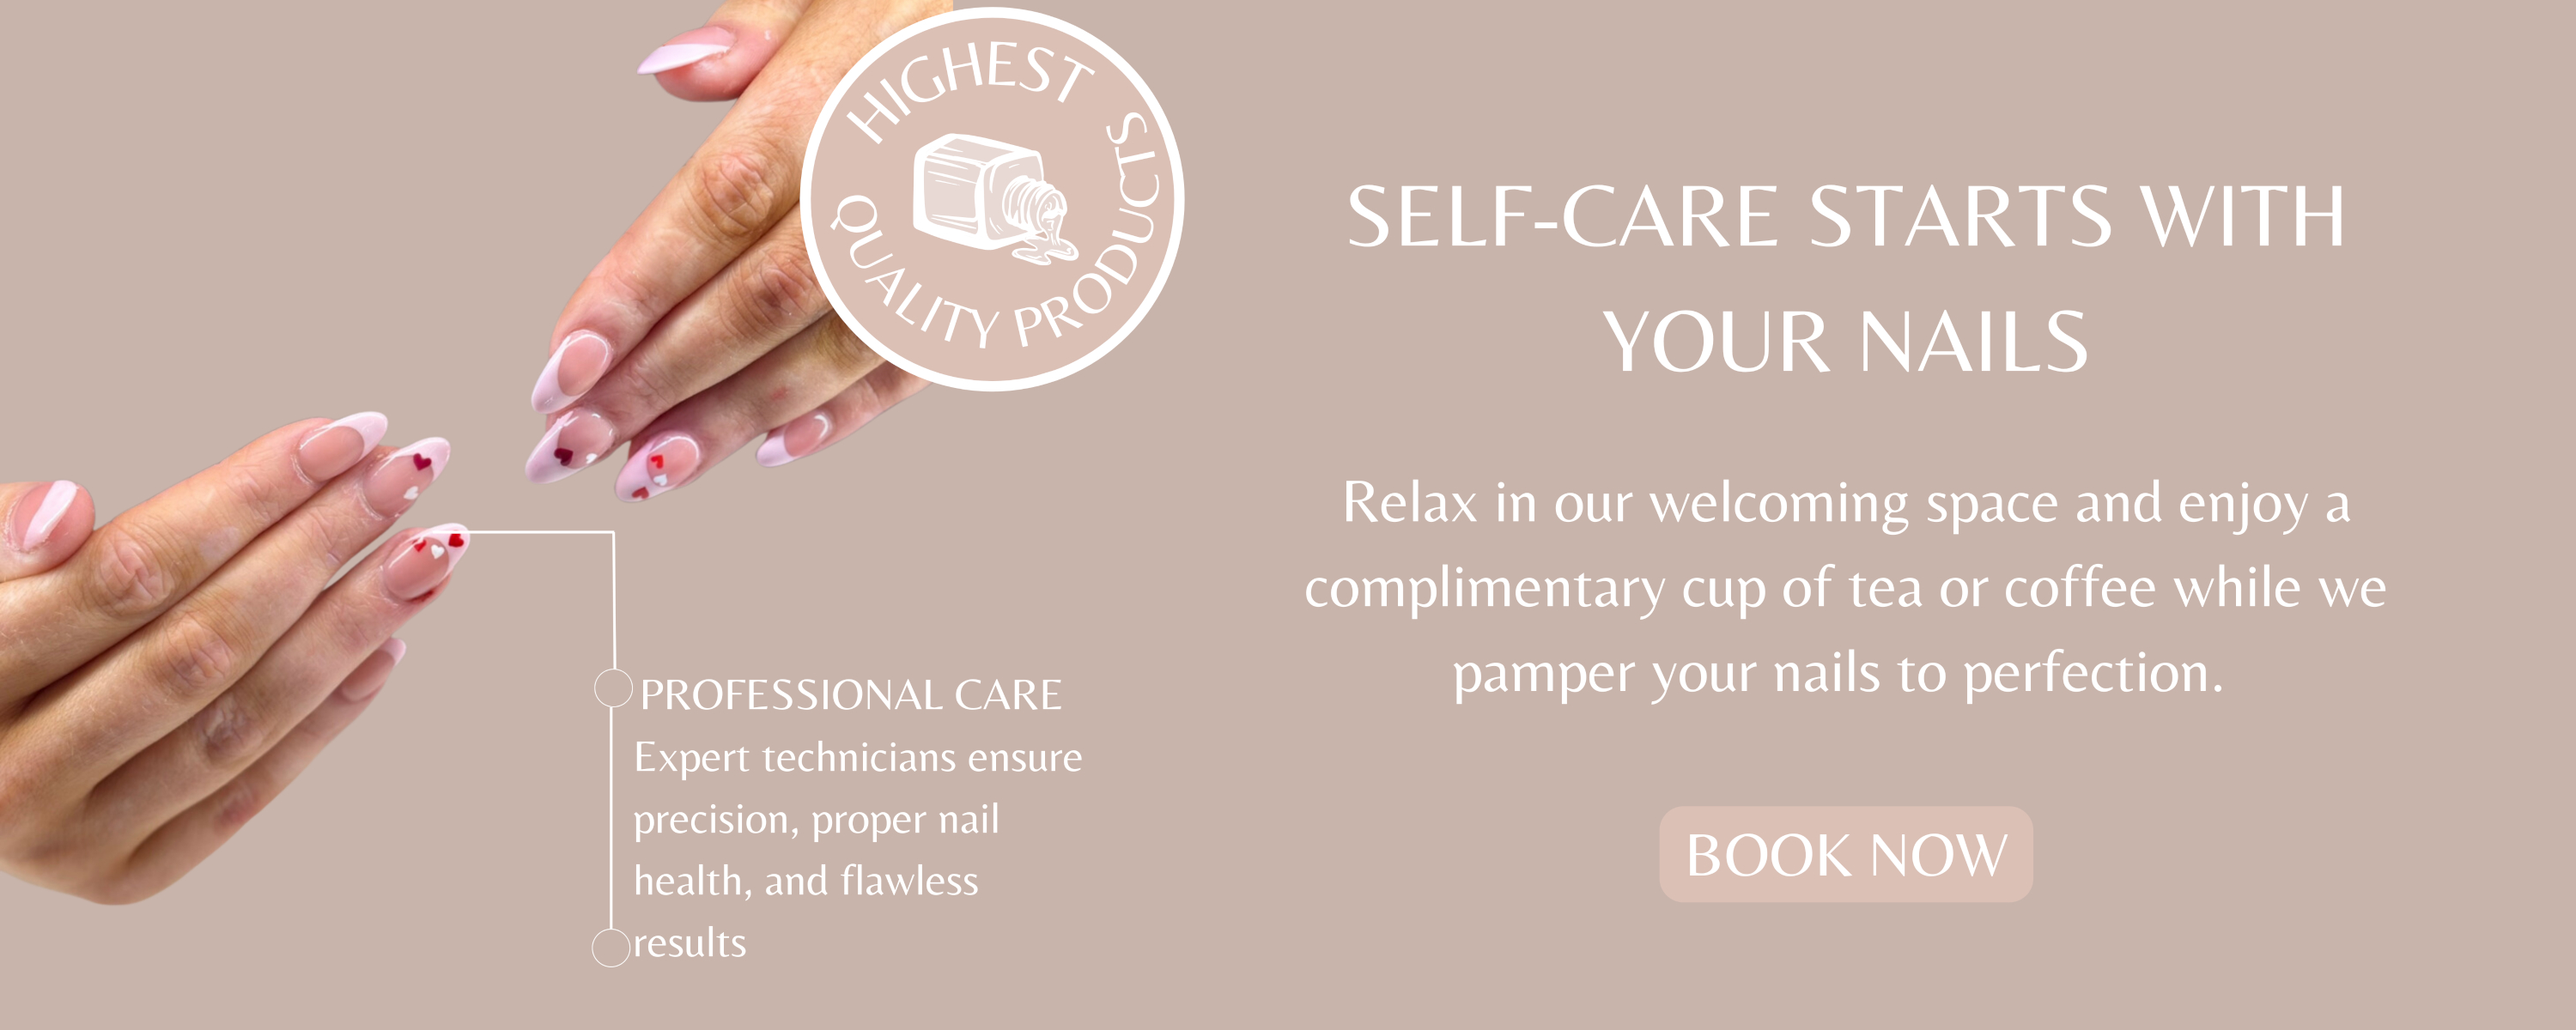 HIGHEST
QUALITY PRODUCTS
SELF-CARE STARTS WITH
YOUR NAILS
Relax in our welcoming space and enjoy a
complimentary cup of tea or coffee while we
pamper your nails to perfection.
BOOK NOW
PROFESSIONAL CARE
Expert technicians ensure
precision, proper nail
health, and flawless
results